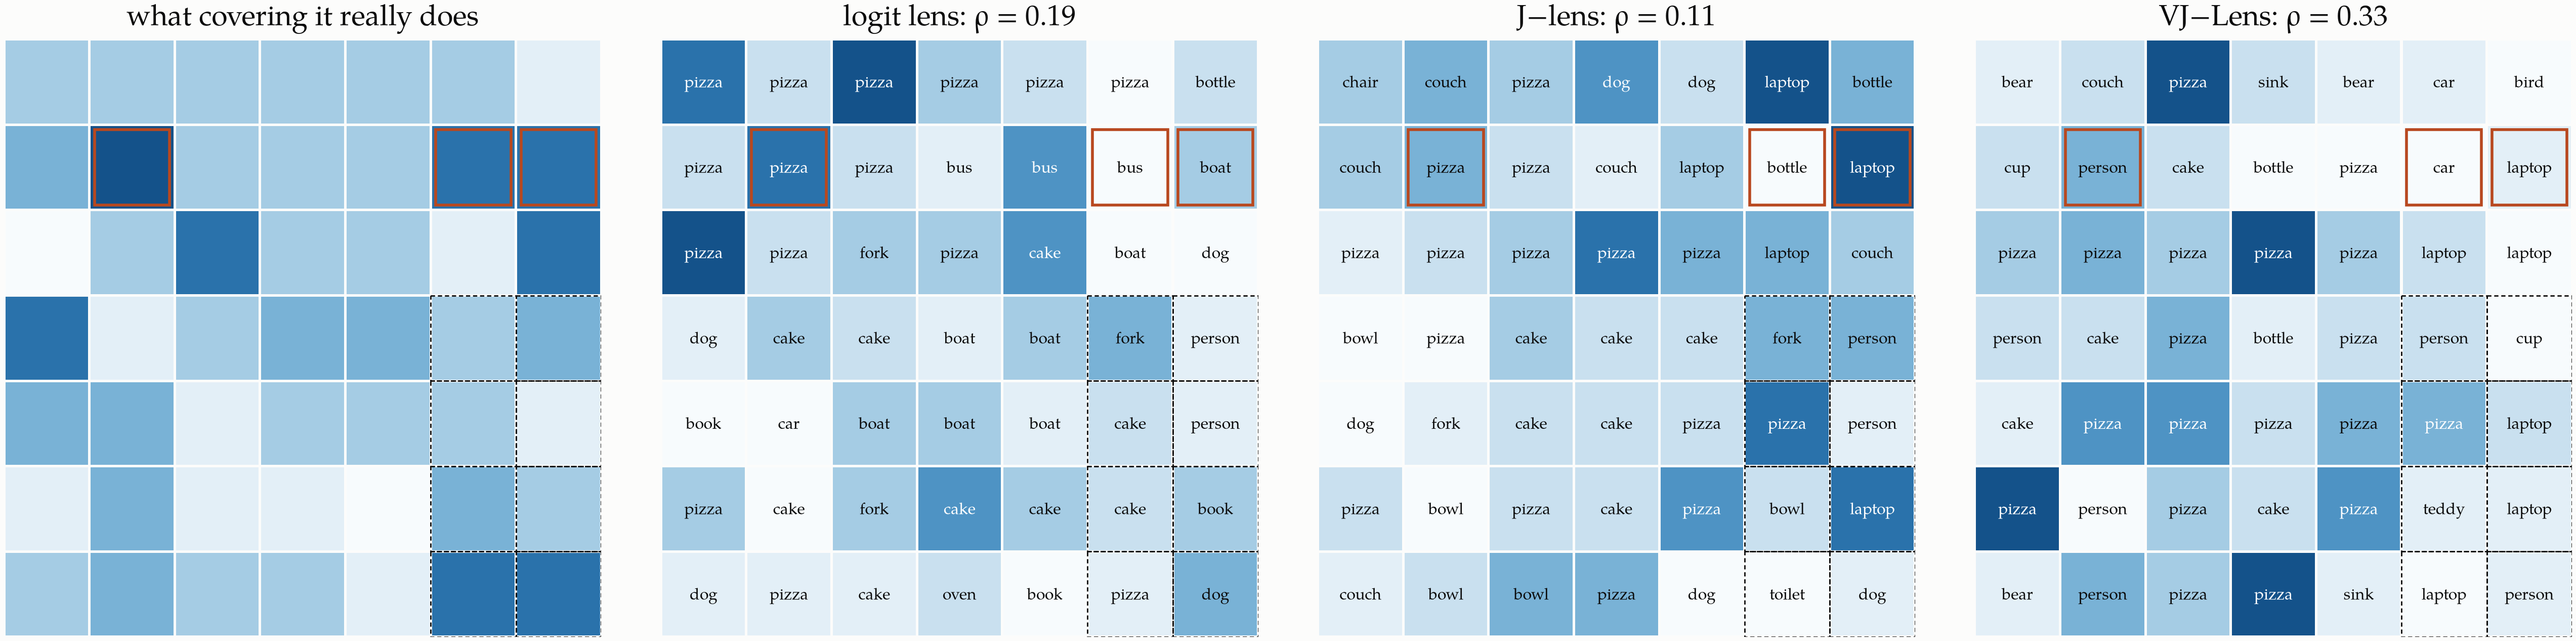 what covering it really does
logit lens: ρ = 0.19
J−lens: ρ = 0.11
VJ−Lens: ρ = 0.33
pizza pizza pizza pizza pizza pizza bottle
chair couch pizza dog dog laptop bottle
bear couch pizza sink bear car bird
pizza pizza pizza bus bus bus boat
couch pizza pizza couch laptop bottle laptop
cup person cake bottle pizza car laptop
pizza pizza fork pizza cake boat dog
pizza pizza pizza pizza pizza laptop couch
pizza pizza pizza pizza pizza laptop laptop
dog cake cake boat boat fork person
bowl pizza cake cake cake fork person
person cake pizza bottle pizza person cup
book car boat boat boat cake person
dog fork cake cake pizza pizza person
cake pizza pizza pizza pizza pizza laptop
pizza cake fork cake cake cake book
pizza bowl pizza cake pizza bowl laptop
pizza person pizza cake pizza teddy laptop
dog pizza cake oven book pizza dog
couch bowl bowl pizza dog toilet dog
bear person pizza pizza sink laptop person